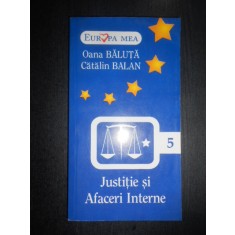 EUROPA MEA
Oana BĂLUȚĂ
Cătălin BALAN
5
Justiție și
Afaceri Interne